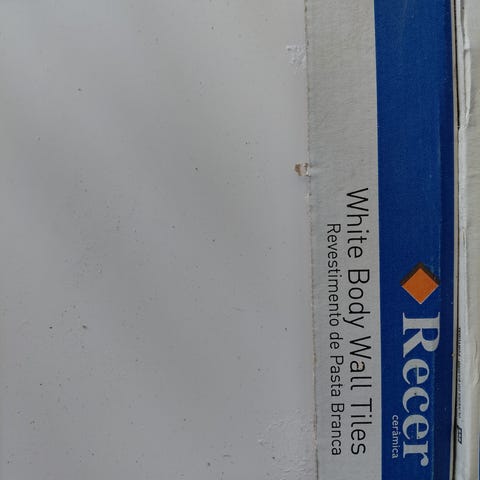 Recer
cerâmica
White Body Wall Tiles
Revestimento de Pasta Branca